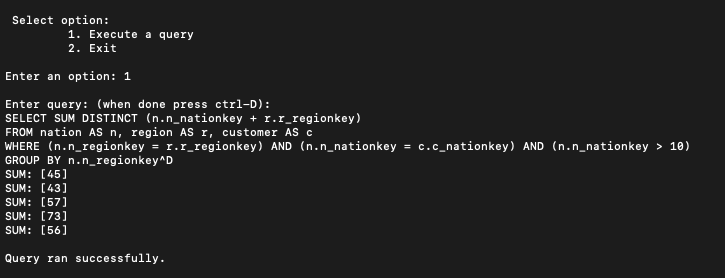 Select option:
1. Execute a query
2. Exit
Enter an option: 1
Enter query: (when done press ctrl-D):
SELECT SUM DISTINCT (n.n_nationkey + r.r_regionkey)
FROM nation AS n, region AS r, customer AS c
WHERE (n.n_regionkey = r.r_regionkey) AND (n.n_nationkey = c.c_nationkey) AND (n.n_nationkey > 10)
GROUP BY n.n_regionkey^D
SUM: [45]
SUM: [43]
SUM: [57]
SUM: [73]
SUM: [56]
Query ran successfully.